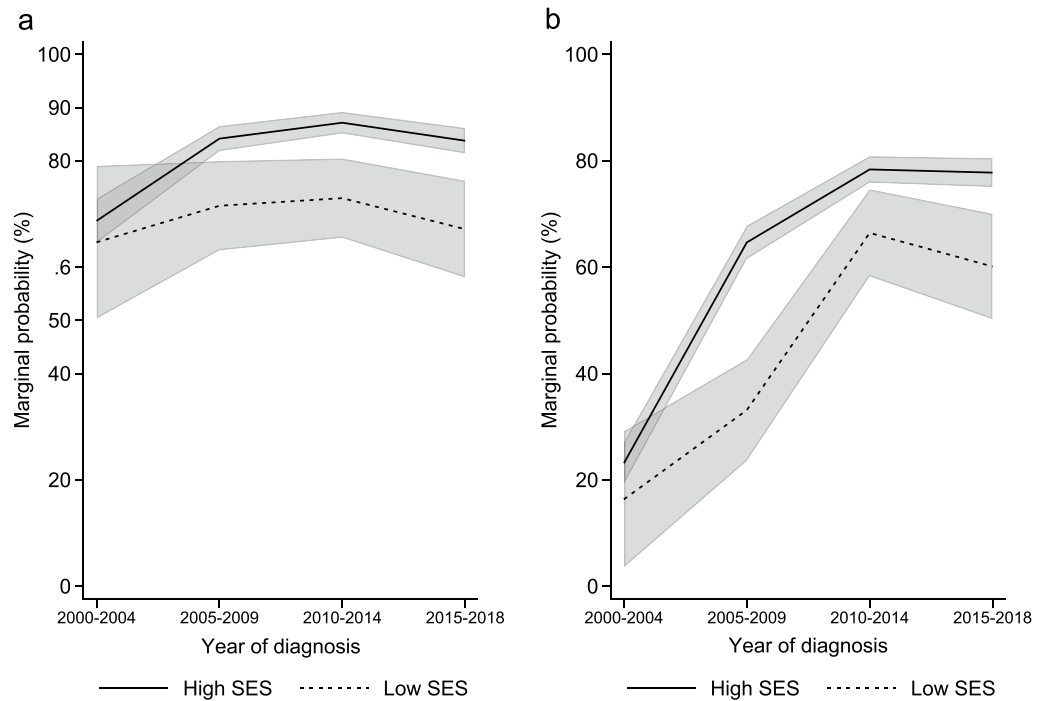 a
100
90
80
.6
50
40
20
0
Marginal probability (%)
2000-2004 2005-2009 2010-2014 2015-2018
Year of diagnosis
High SES Low SES
b
100
90
80
60
40
20
0
Marginal probability (%)
2000-2004 2005-2009 2010-2014 2015-2018
Year of diagnosis
High SES Low SES